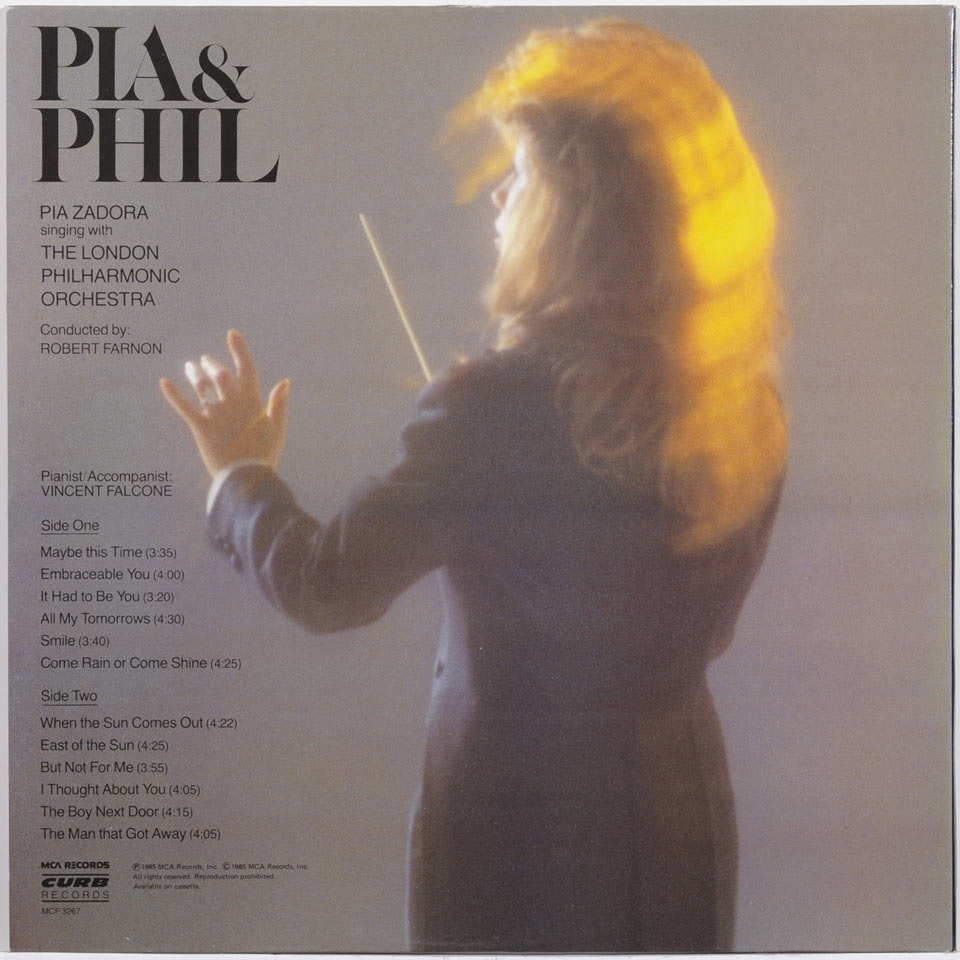 PIA &
PHIL
PIA ZADORA
singing with
THE LONDON
PHILHARMONIC
ORCHESTRA
Conducted by:
ROBERT FARNON
Pianist/Accompanist:
VINCENT FALCONE
Side One
Maybe this Time (3:35)
Embraceable You (4:00)
It Had to Be You (3:20)
All My Tomorrows (4:30)
Smile (3:40)
Come Rain or Come Shine (4:25)
Side Two
When the Sun Comes Out (4:22)
East of the Sun (4:25)
But Not For Me (3:55)
I Thought About You (4:05)
The Boy Next Door (4:15)
The Man that Got Away (4:05)
MCA RECORDS
CURB
RECORDS
MCF 3267
℗ 1985 MCA Records, Inc. © 1985 MCA Records, Inc.
All rights reserved. Reproduction prohibited.
Available on cassette.